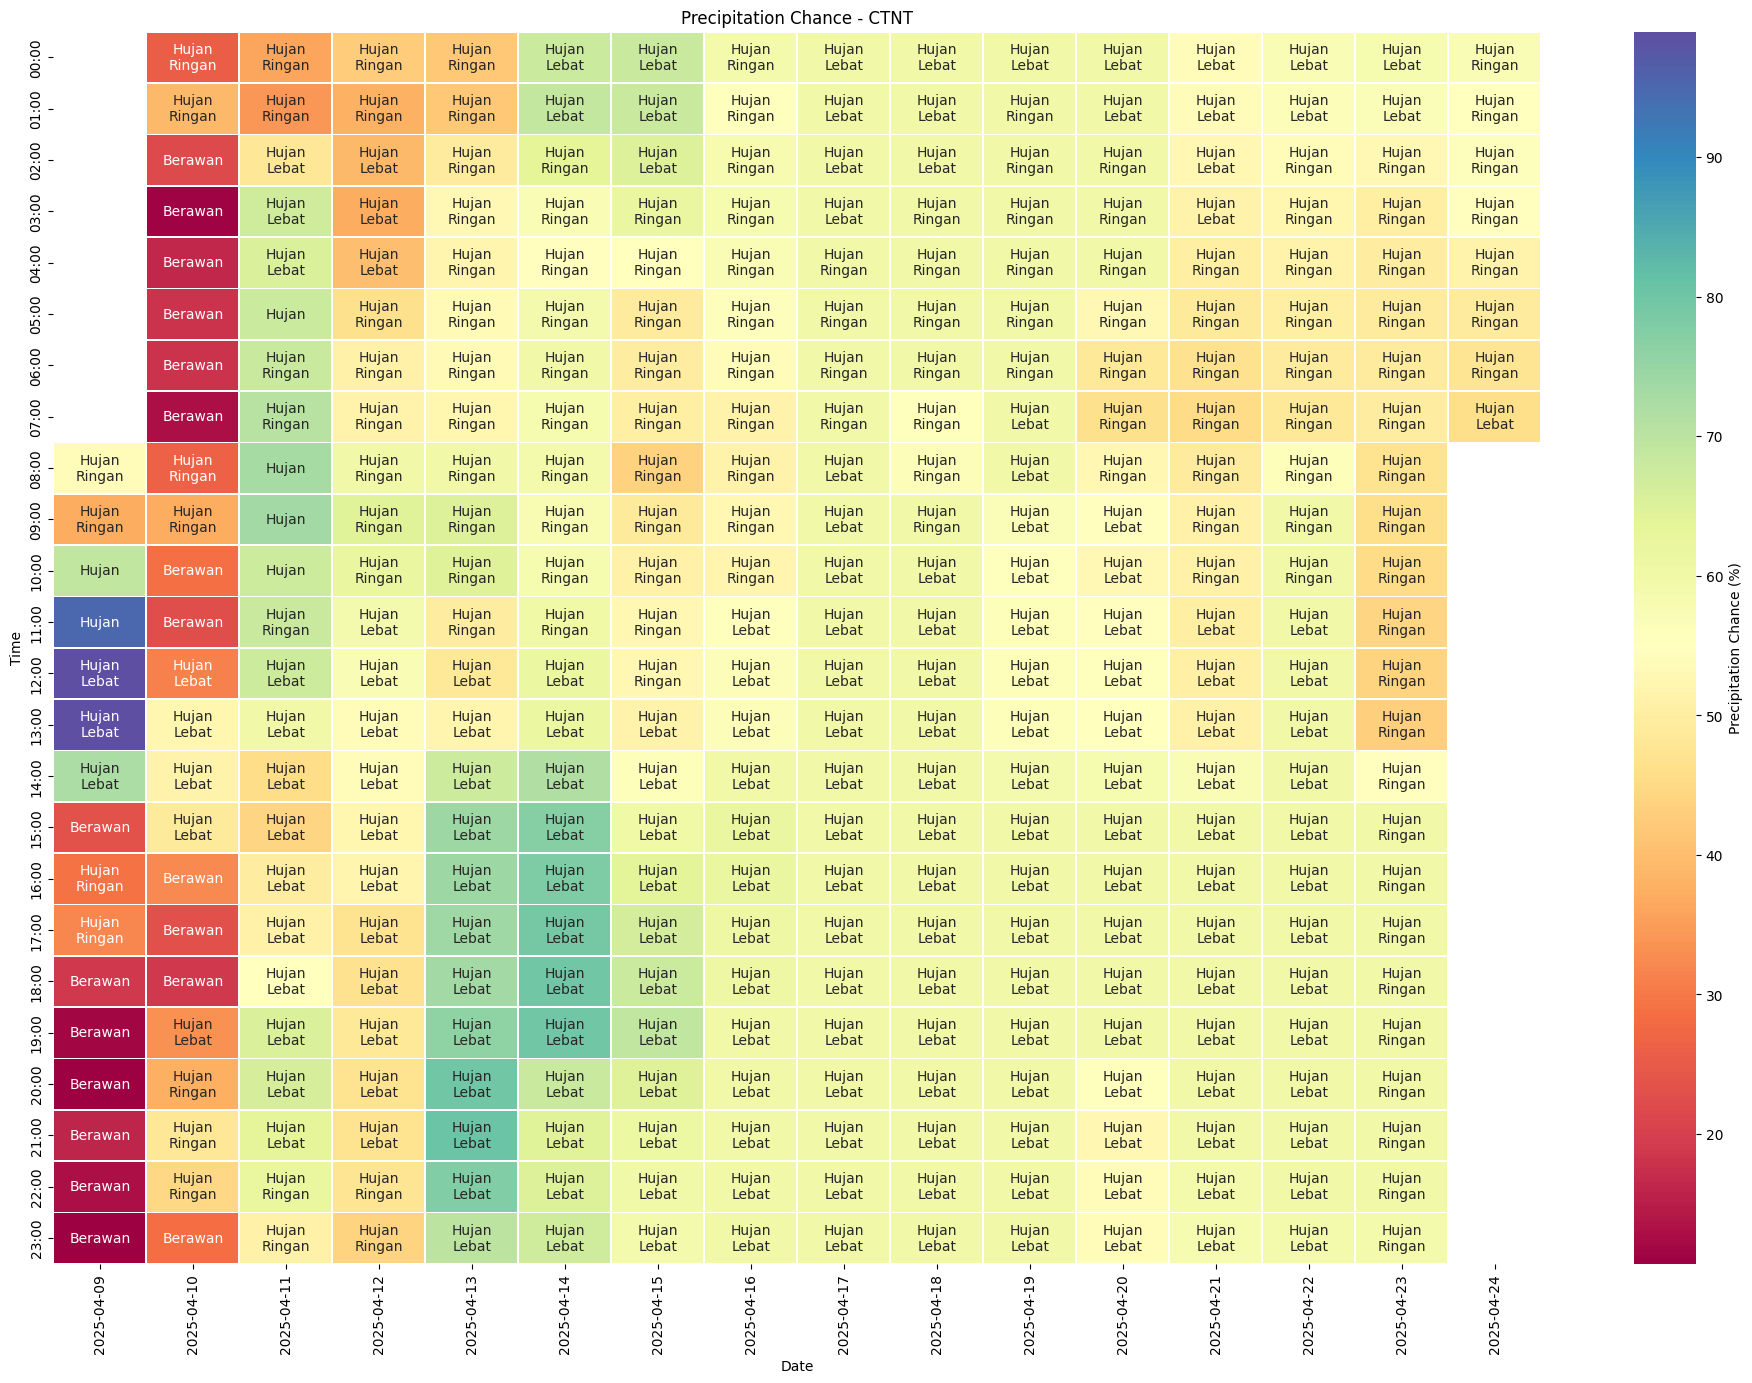 Precipitation Chance - CTNT
00:00 Hujan Ringan Hujan Ringan Hujan Ringan Hujan Ringan Hujan Lebat Hujan Lebat Hujan Ringan Hujan Lebat Hujan Lebat Hujan Lebat Hujan Lebat Hujan Lebat Hujan Lebat Hujan Lebat Hujan Ringan
01:00 Hujan Ringan Hujan Ringan Hujan Ringan Hujan Ringan Hujan Lebat Hujan Lebat Hujan Ringan Hujan Lebat Hujan Lebat Hujan Ringan Hujan Lebat Hujan Lebat Hujan Lebat Hujan Lebat Hujan Ringan
02:00 Berawan Hujan Lebat Hujan Lebat Hujan Ringan Hujan Ringan Hujan Lebat Hujan Ringan Hujan Lebat Hujan Lebat Hujan Ringan Hujan Ringan Hujan Lebat Hujan Ringan Hujan Ringan Hujan Ringan
03:00 Berawan Hujan Lebat Hujan Lebat Hujan Ringan Hujan Ringan Hujan Ringan Hujan Ringan Hujan Lebat Hujan Ringan Hujan Ringan Hujan Ringan Hujan Lebat Hujan Ringan Hujan Ringan Hujan Ringan
04:00 Berawan Hujan Lebat Hujan Lebat Hujan Ringan Hujan Ringan Hujan Ringan Hujan Ringan Hujan Ringan Hujan Ringan Hujan Ringan Hujan Ringan Hujan Ringan Hujan Ringan Hujan Ringan Hujan Ringan
05:00 Berawan Hujan Hujan Ringan Hujan Ringan Hujan Ringan Hujan Ringan Hujan Ringan Hujan Ringan Hujan Ringan Hujan Ringan Hujan Ringan Hujan Ringan Hujan Ringan Hujan Ringan Hujan Ringan
06:00 Berawan Hujan Ringan Hujan Ringan Hujan Ringan Hujan Ringan Hujan Ringan Hujan Ringan Hujan Ringan Hujan Ringan Hujan Ringan Hujan Ringan Hujan Ringan Hujan Ringan Hujan Ringan Hujan Ringan
07:00 Berawan Hujan Ringan Hujan Ringan Hujan Ringan Hujan Ringan Hujan Ringan Hujan Ringan Hujan Ringan Hujan Ringan Hujan Lebat Hujan Ringan Hujan Ringan Hujan Ringan Hujan Ringan Hujan Lebat
08:00 Hujan Ringan Hujan Ringan Hujan Hujan Ringan Hujan Ringan Hujan Ringan Hujan Ringan Hujan Ringan Hujan Lebat Hujan Ringan Hujan Lebat Hujan Ringan Hujan Ringan Hujan Ringan Hujan Ringan
09:00 Hujan Ringan Hujan Ringan Hujan Hujan Ringan Hujan Ringan Hujan Ringan Hujan Ringan Hujan Ringan Hujan Lebat Hujan Ringan Hujan Lebat Hujan Lebat Hujan Ringan Hujan Ringan Hujan Ringan
10:00 Hujan Berawan Hujan Hujan Ringan Hujan Ringan Hujan Ringan Hujan Ringan Hujan Ringan Hujan Lebat Hujan Lebat Hujan Lebat Hujan Lebat Hujan Ringan Hujan Ringan Hujan Ringan
11:00 Hujan Berawan Hujan Ringan Hujan Lebat Hujan Ringan Hujan Ringan Hujan Ringan Hujan Lebat Hujan Lebat Hujan Lebat Hujan Lebat Hujan Lebat Hujan Lebat Hujan Lebat Hujan Ringan
12:00 Hujan Lebat Hujan Lebat Hujan Lebat Hujan Lebat Hujan Lebat Hujan Lebat Hujan Ringan Hujan Lebat Hujan Lebat Hujan Lebat Hujan Lebat Hujan Lebat Hujan Lebat Hujan Lebat Hujan Ringan
13:00 Hujan Lebat Hujan Lebat Hujan Lebat Hujan Lebat Hujan Lebat Hujan Lebat Hujan Lebat Hujan Lebat Hujan Lebat Hujan Lebat Hujan Lebat Hujan Lebat Hujan Lebat Hujan Lebat Hujan Ringan
14:00 Hujan Lebat Hujan Lebat Hujan Lebat Hujan Lebat Hujan Lebat Hujan Lebat Hujan Lebat Hujan Lebat Hujan Lebat Hujan Lebat Hujan Lebat Hujan Lebat Hujan Lebat Hujan Lebat Hujan Ringan
15:00 Berawan Hujan Lebat Hujan Lebat Hujan Lebat Hujan Lebat Hujan Lebat Hujan Lebat Hujan Lebat Hujan Lebat Hujan Lebat Hujan Lebat Hujan Lebat Hujan Lebat Hujan Lebat Hujan Ringan
16:00 Hujan Ringan Berawan Hujan Lebat Hujan Lebat Hujan Lebat Hujan Lebat Hujan Lebat Hujan Lebat Hujan Lebat Hujan Lebat Hujan Lebat Hujan Lebat Hujan Lebat Hujan Lebat Hujan Ringan
17:00 Hujan Ringan Berawan Hujan Lebat Hujan Lebat Hujan Lebat Hujan Lebat Hujan Lebat Hujan Lebat Hujan Lebat Hujan Lebat Hujan Lebat Hujan Lebat Hujan Lebat Hujan Lebat Hujan Ringan
18:00 Berawan Berawan Hujan Lebat Hujan Lebat Hujan Lebat Hujan Lebat Hujan Lebat Hujan Lebat Hujan Lebat Hujan Lebat Hujan Lebat Hujan Lebat Hujan Lebat Hujan Lebat Hujan Ringan
19:00 Berawan Hujan Lebat Hujan Lebat Hujan Lebat Hujan Lebat Hujan Lebat Hujan Lebat Hujan Lebat Hujan Lebat Hujan Lebat Hujan Lebat Hujan Lebat Hujan Lebat Hujan Lebat Hujan Ringan
20:00 Berawan Hujan Ringan Hujan Lebat Hujan Lebat Hujan Lebat Hujan Lebat Hujan Lebat Hujan Lebat Hujan Lebat Hujan Lebat Hujan Lebat Hujan Lebat Hujan Lebat Hujan Lebat Hujan Ringan
21:00 Berawan Hujan Ringan Hujan Lebat Hujan Lebat Hujan Lebat Hujan Lebat Hujan Lebat Hujan Lebat Hujan Lebat Hujan Lebat Hujan Lebat Hujan Lebat Hujan Lebat Hujan Lebat Hujan Ringan
22:00 Berawan Hujan Ringan Hujan Ringan Hujan Ringan Hujan Lebat Hujan Lebat Hujan Lebat Hujan Lebat Hujan Lebat Hujan Lebat Hujan Lebat Hujan Lebat Hujan Lebat Hujan Lebat Hujan Ringan
23:00 Berawan Berawan Hujan Ringan Hujan Ringan Hujan Lebat Hujan Lebat Hujan Lebat Hujan Lebat Hujan Lebat Hujan Lebat Hujan Lebat Hujan Lebat Hujan Lebat Hujan Lebat Hujan Ringan
Time
2025-04-09 2025-04-10 2025-04-11 2025-04-12 2025-04-13 2025-04-14 2025-04-15 2025-04-16 2025-04-17 2025-04-18 2025-04-19 2025-04-20 2025-04-21 2025-04-22 2025-04-23 2025-04-24
Date
90
80
70
60
50
40
30
20
Precipitation Chance (%)